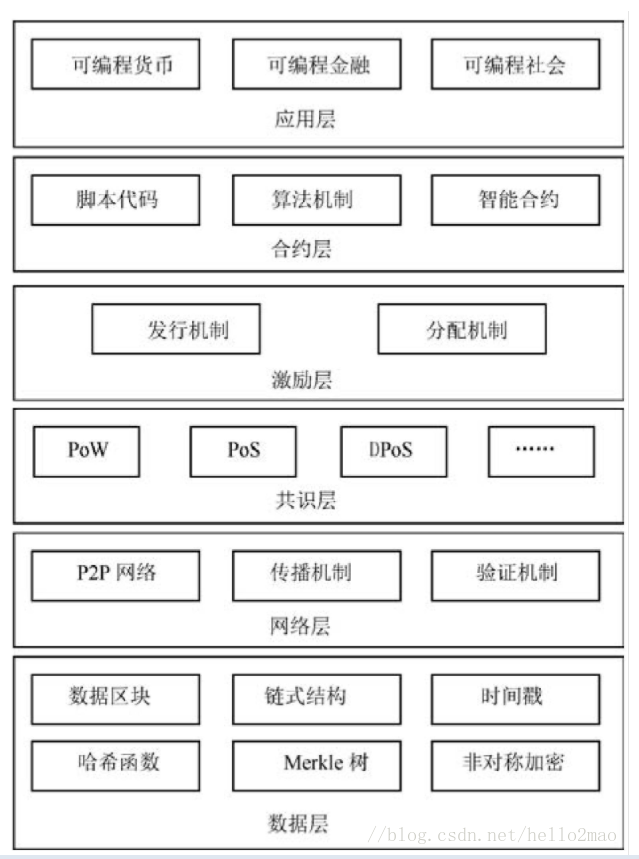 可编程货币 可编程金融 可编程社会
应用层
脚本代码 算法机制 智能合约
合约层
发行机制 分配机制
激励层
PoW PoS DPoS ……
共识层
P2P 网络 传播机制 验证机制
网络层
数据区块 链式结构 时间戳
哈希函数 Merkle 树 非对称加密
数据层
//blog.csdn.net/hello2mao